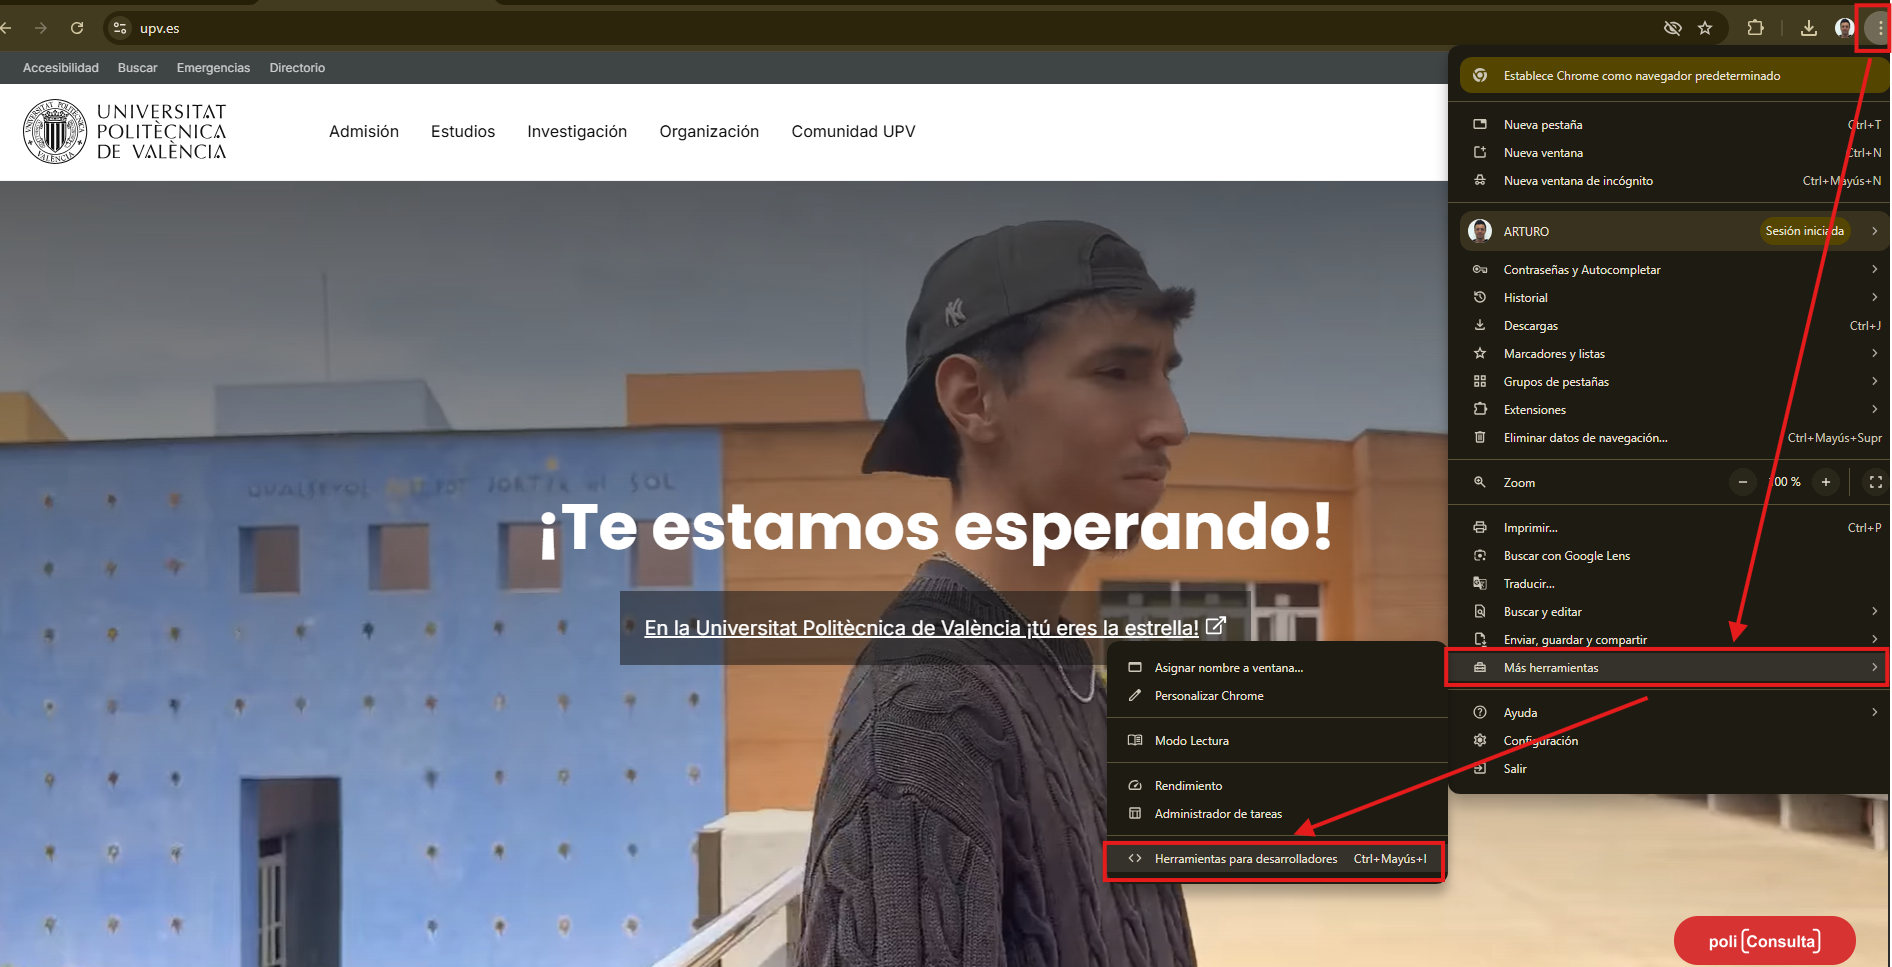 upv.es
Accesibilidad Buscar Emergencias Directorio
UNIVERSITAT
POLITÈCNICA
DE VALÈNCIA
Admisión Estudios Investigación Organización Comunidad UPV
¡Te estamos esperando!
En la Universitat Politècnica de València ¡tú eres la estrella!
Establece Chrome como navegador predeterminado
Nueva pestaña Ctrl+T
Nueva ventana Ctrl+N
Nueva ventana de incógnito Ctrl+Mayús+N
ARTURO Sesión iniciada
Contraseñas y Autocompletar
Historial
Descargas Ctrl+J
Marcadores y listas
Grupos de pestañas
Extensiones
Eliminar datos de navegación... Ctrl+Mayús+Supr
Zoom − 100 % +
Imprimir... Ctrl+P
Buscar con Google Lens
Traducir...
Buscar y editar
Enviar, guardar y compartir
Más herramientas
Ayuda
Configuración
Salir
Asignar nombre a ventana...
Personalizar Chrome
Modo Lectura
Rendimiento
Administrador de tareas
Herramientas para desarrolladores Ctrl+Mayús+I
poli[Consulta]